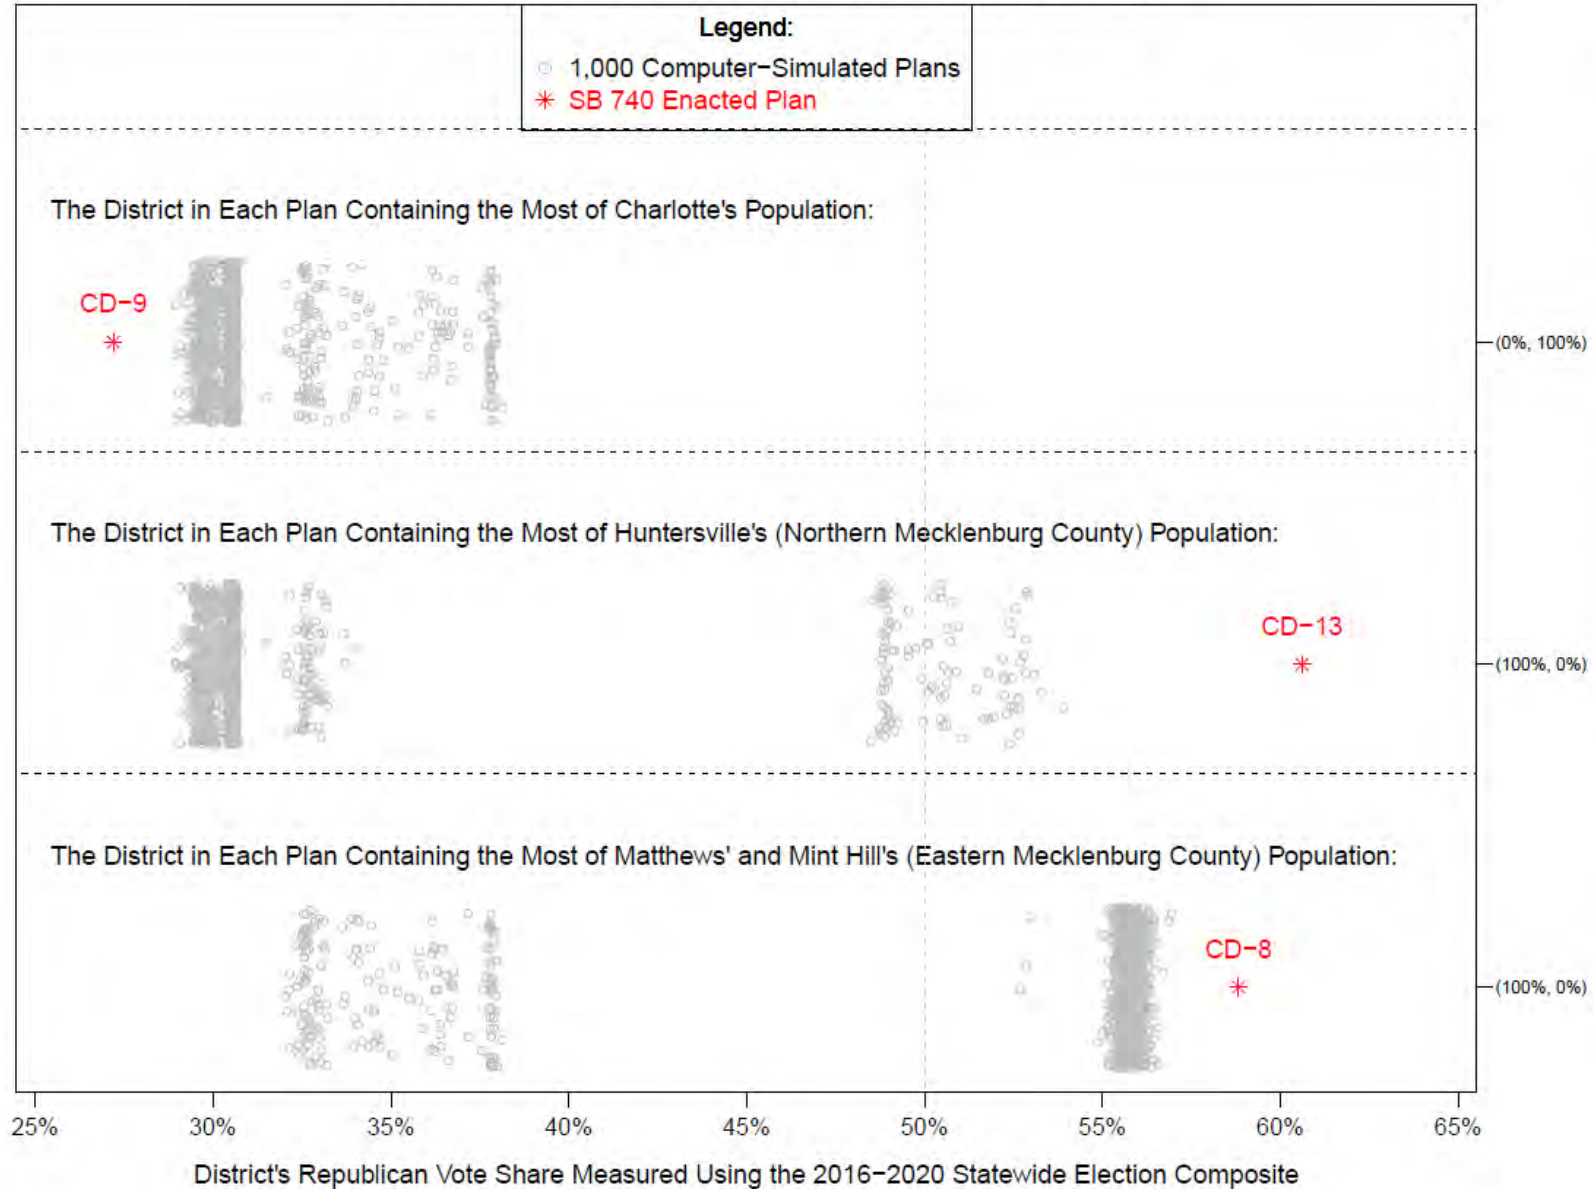 Legend:
1,000 Computer−Simulated Plans
SB 740 Enacted Plan
The District in Each Plan Containing the Most of Charlotte's Population:
CD−9
(0%, 100%)
The District in Each Plan Containing the Most of Huntersville's (Northern Mecklenburg County) Population:
CD−13
(100%, 0%)
The District in Each Plan Containing the Most of Matthews' and Mint Hill's (Eastern Mecklenburg County) Population:
CD−8
(100%, 0%)
25% 30% 35% 40% 45% 50% 55% 60% 65%
District's Republican Vote Share Measured Using the 2016−2020 Statewide Election Composite